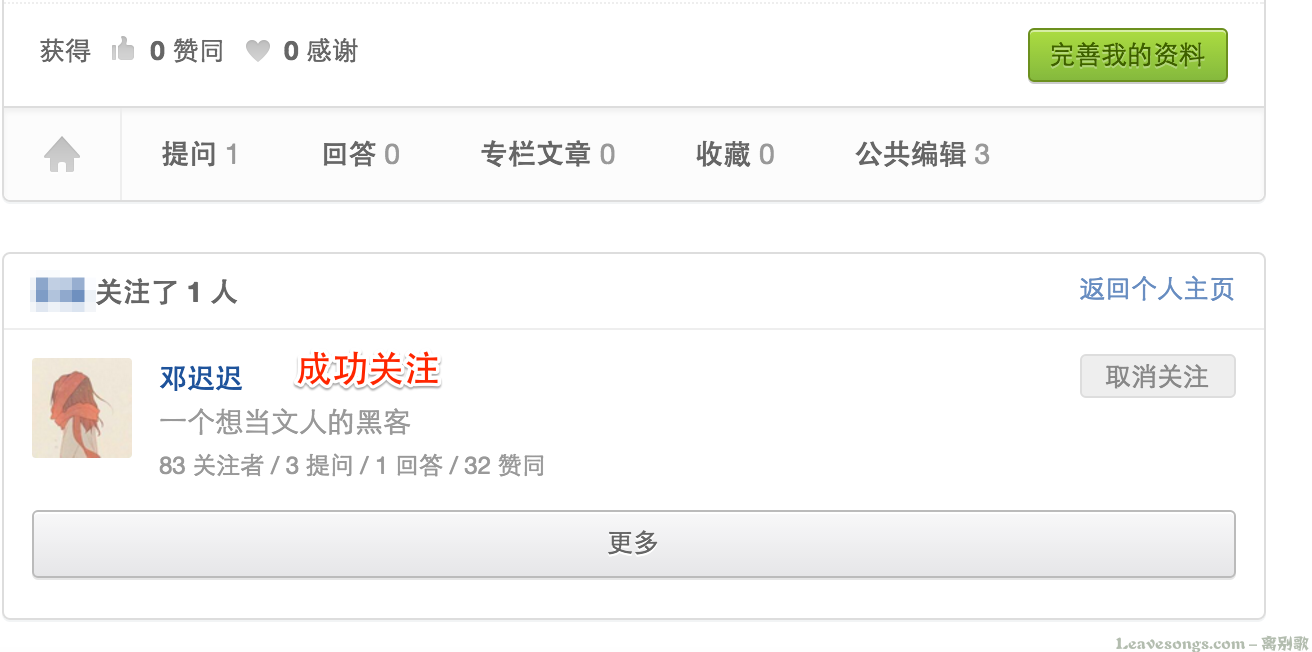 获得 0 赞同 0 感谢
完善我的资料
提问 1 回答 0 专栏文章 0 收藏 0 公共编辑 3
关注了 1 人
返回个人主页
邓迟迟 成功关注
取消关注
一个想当文人的黑客
83 关注者 / 3 提问 / 1 回答 / 32 赞同
更多
Leavesongs.com – 离别歌